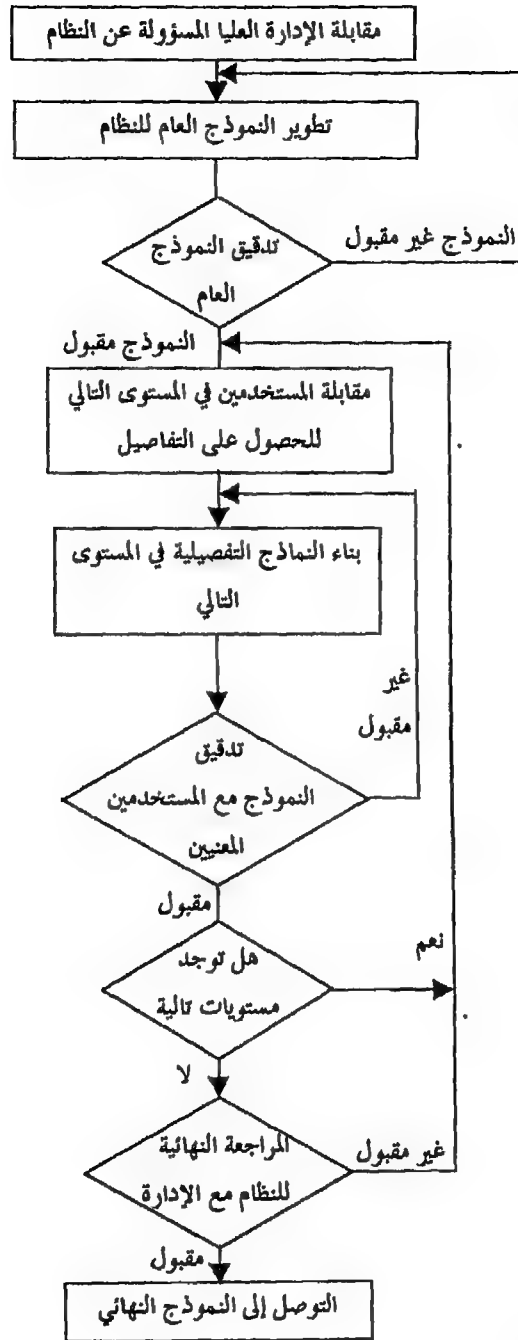 مقابلة الإدارة العليا المسؤولة عن النظام
تطوير النموذج العام للنظام
تدقيق النموذج
العام
النموذج غير مقبول
النموذج مقبول
مقابلة المستخدمين في المستوى التالي
للحصول على التفاصيل
بناء النماذج التفصيلية في المستوى
التالي
غير
مقبول
تدقيق
النموذج مع المستخدمين
المعنيين
مقبول
هل توجد
مستويات تالية
نعم
لا
المراجعة النهائية
للنظام مع الإدارة
غير مقبول
مقبول
التوصل إلى النموذج النهائي